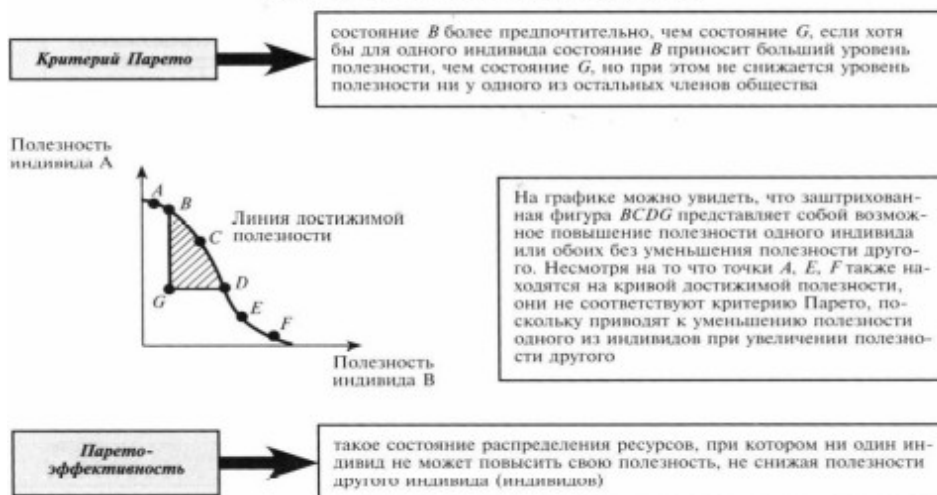 Критерий Парето
состояние B более предпочтительно, чем состояние G, если хотя
бы для одного индивида состояние B приносит больший уровень
полезности, чем состояние G, но при этом не снижается уровень
полезности ни у одного из остальных членов общества
Полезность
индивида А
A
B
Линия достижимой
полезности
C
G
D
E
F
Полезность
индивида В
На графике можно увидеть, что заштрихован-
ная фигура BCDG представляет собой возмож-
ное повышение полезности одного индивида
или обоих без уменьшения полезности друго-
го. Несмотря на то что точки A, E, F также на-
ходятся на кривой достижимой полезности,
они не соответствуют критерию Парето, по-
скольку приводят к уменьшению полезности
одного из индивидов при увеличении полезно-
сти другого
Парето-
эффективность
такое состояние распределения ресурсов, при котором ни один ин-
дивид не может повысить свою полезность, не снижая полезности
другого индивида (индивидов)